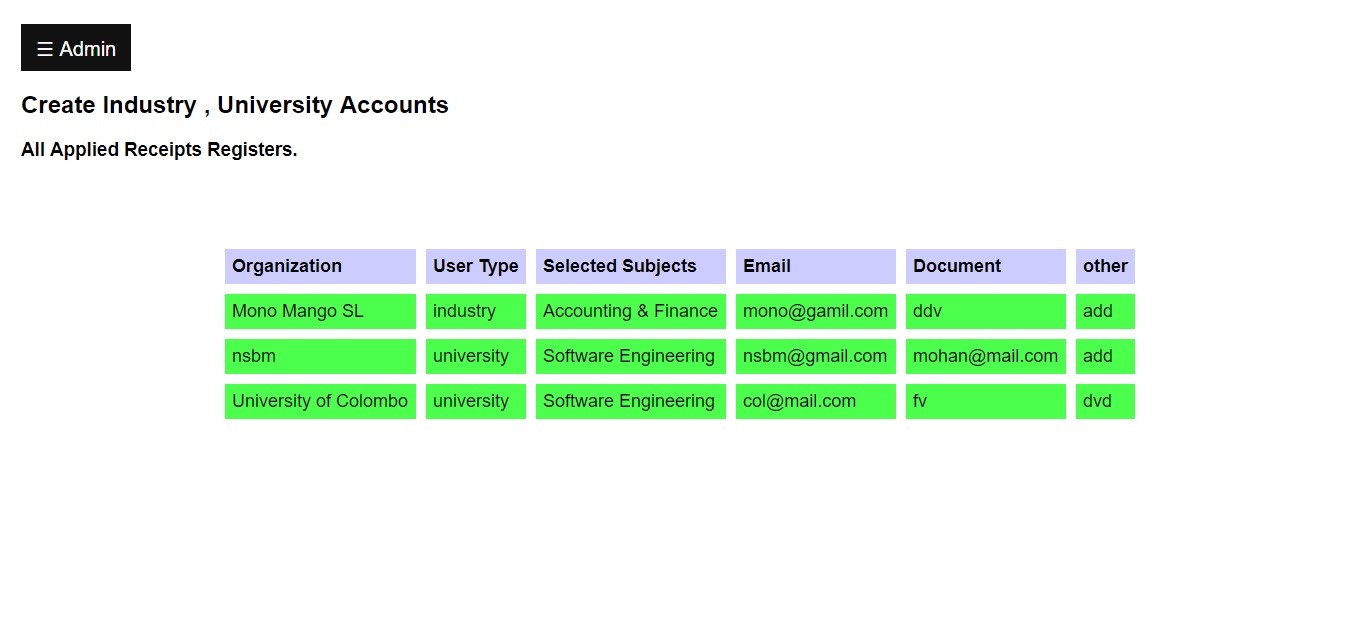 ☰ Admin
Create Industry , University Accounts
All Applied Receipts Registers.
Organization User Type Selected Subjects Email Document other
Mono Mango SL industry Accounting & Finance mono@gamil.com ddv add
nsbm university Software Engineering nsbm@gmail.com mohan@mail.com add
University of Colombo university Software Engineering col@mail.com fv dvd